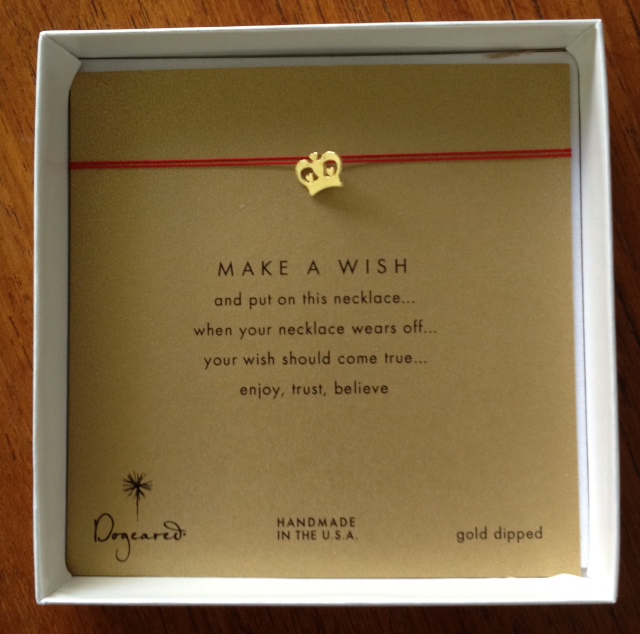 MAKE A WISH
and put on this necklace...
when your necklace wears off...
your wish should come true...
enjoy, trust, believe
Dogeared
HANDMADE
IN THE U.S.A.
gold dipped